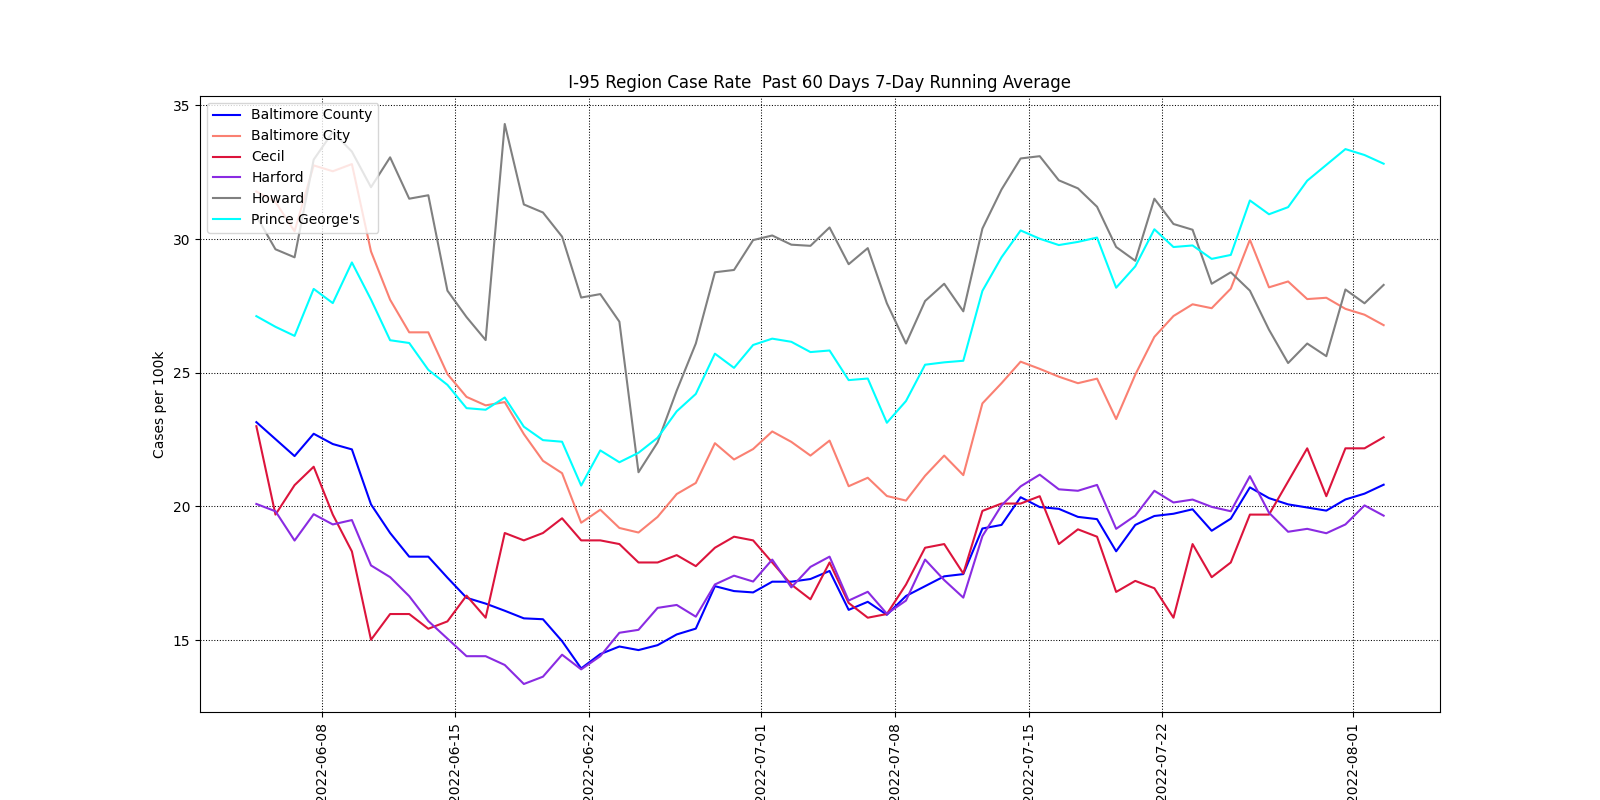 I-95 Region Case Rate  Past 60 Days 7-Day Running Average
Baltimore County
Baltimore City
Cecil
Harford
Howard
Prince George's
35
30
25
20
15
Cases per 100k
2022-06-08
2022-06-15
2022-06-22
2022-07-01
2022-07-08
2022-07-15
2022-07-22
2022-08-01